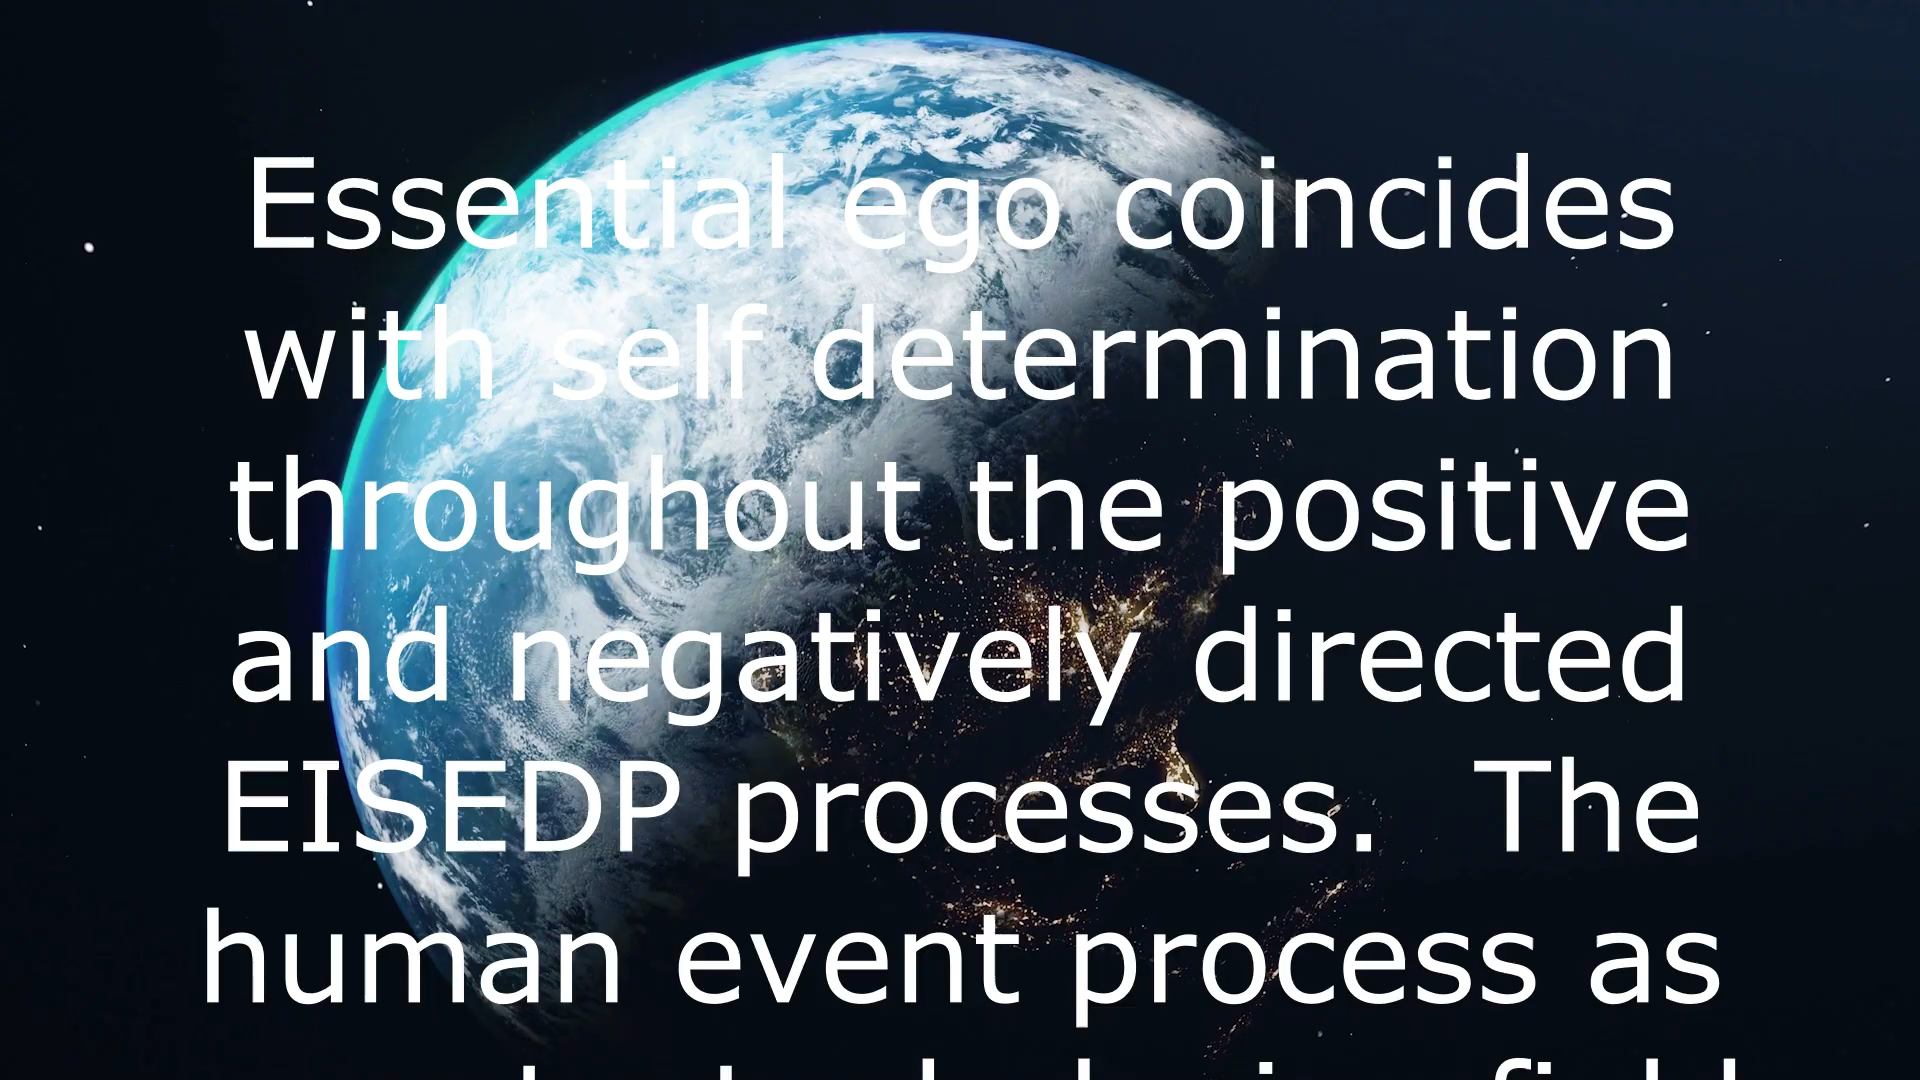 Essential ego coincides
with self determination
throughout the positive
and negatively directed
EISEDP processes.  The
human event process as